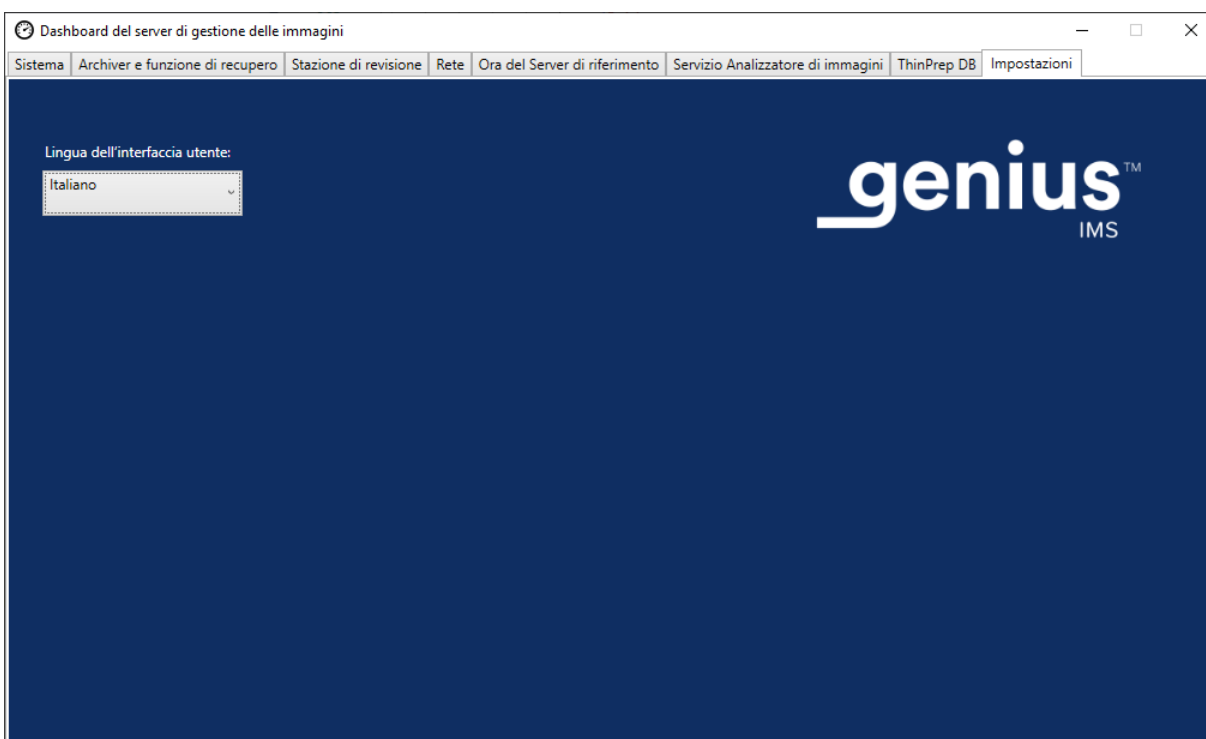 Dashboard del server di gestione delle immagini
Sistema Archiver e funzione di recupero Stazione di revisione Rete Ora del Server di riferimento Servizio Analizzatore di immagini ThinPrep DB Impostazioni
Lingua dell'interfaccia utente:
Italiano
genius™
IMS